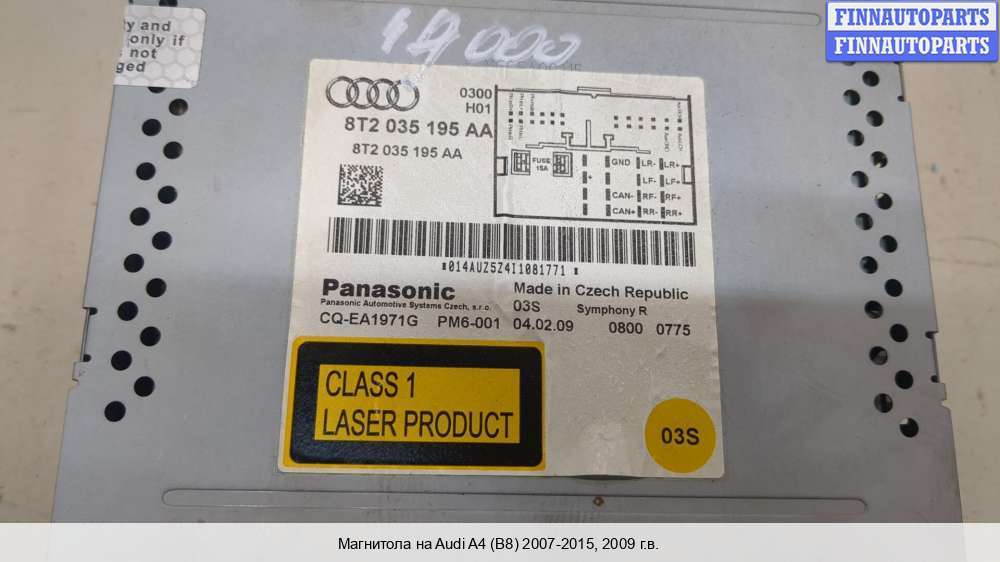 FINNAUTOPARTS
FINNAUTOPARTS
y and
only if
not
ged
19 000
0300
H01
8T2 035 195 AA
8T2 035 195 AA
FUSE
15A
+
GND LR- LR+
LF- LF+
CAN- RF- RF+
CAN+ RR- RR+
014AUZ5Z4I1081771
Panasonic
Panasonic Automotive Systems Czech, s.r.o.
CQ-EA1971G PM6-001
Made in Czech Republic
03S Symphony R
04.02.09 0800 0775
CLASS 1
LASER PRODUCT
03S
Магнитола на Audi A4 (B8) 2007-2015, 2009 г.в.